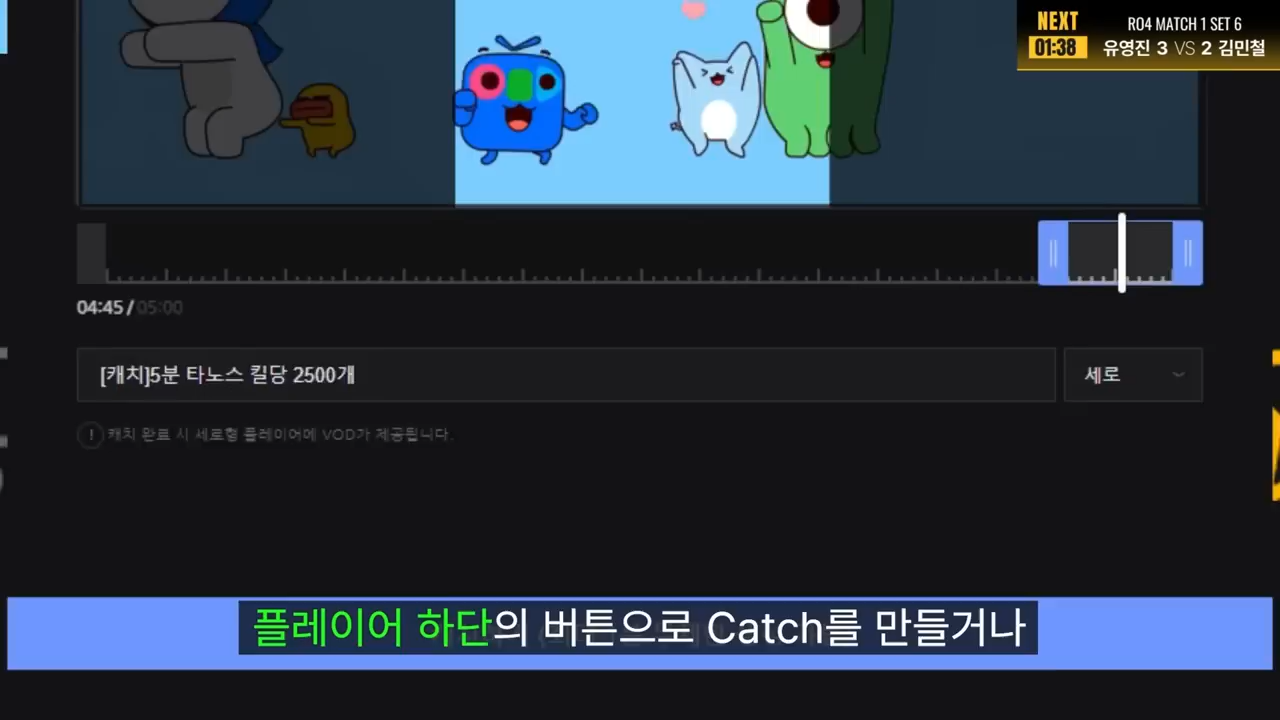 NEXT
01:38
RO4 MATCH 1 SET 6
유영진 3 VS 2 김민철
04:45 / 05:00
[캐치]5분 타노스 킬당 2500개
세로
! 캐치 완료 시 세로형 플레이어에 VOD가 제공됩니다.
플레이어 하단의 버튼으로 Catch를 만들거나